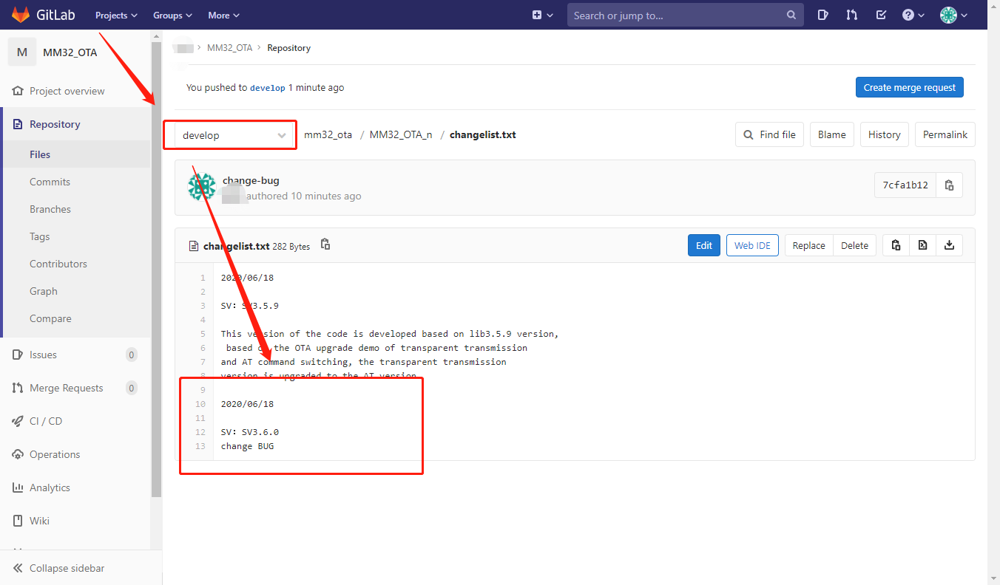 GitLab Projects Groups More Search or jump to...
M MM32_OTA
MM32_OTA > Repository
Project overview
You pushed to develop 1 minute ago Create merge request
Repository
develop mm32_ota / MM32_OTA_n / changelist.txt Find file Blame History Permalink
Files
Commits
Branches
Tags
Contributors
Graph
Compare
Issues 0
Merge Requests 0
CI / CD
Operations
Analytics
Wiki
Collapse sidebar
change-bug
authored 10 minutes ago
7cfa1b12
changelist.txt 282 Bytes Edit Web IDE Replace Delete
1 2020/06/18
2
3 SV: SV3.5.9
4
5 This version of the code is developed based on lib3.5.9 version,
6 based on the OTA upgrade demo of transparent transmission
7 and AT command switching, the transparent transmission
8 version is upgraded to the AT version
9
10 2020/06/18
11
12 SV: SV3.6.0
13 change BUG